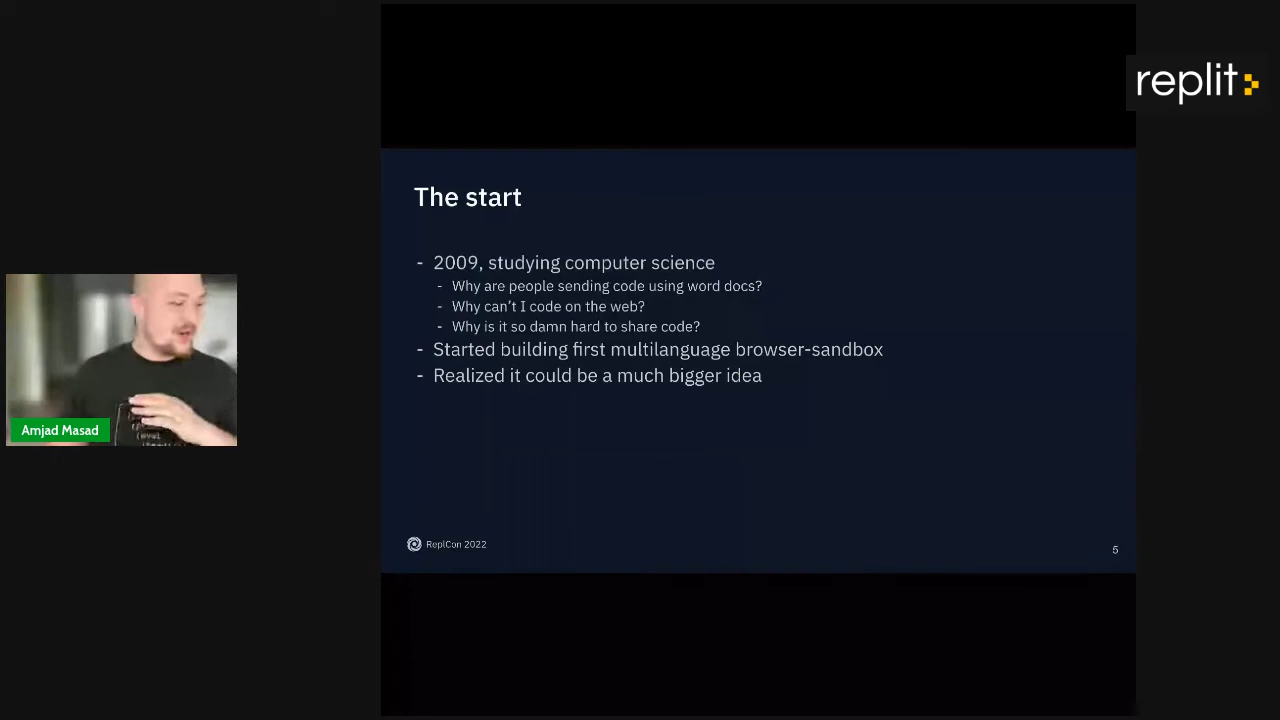 replit
The start
- 2009, studying computer science
- Why are people sending code using word docs?
- Why can't I code on the web?
- Why is it so damn hard to share code?
- Started building first multilanguage browser-sandbox
- Realized it could be a much bigger idea
Amjad Masad
(eval
ReplCon 2022
5